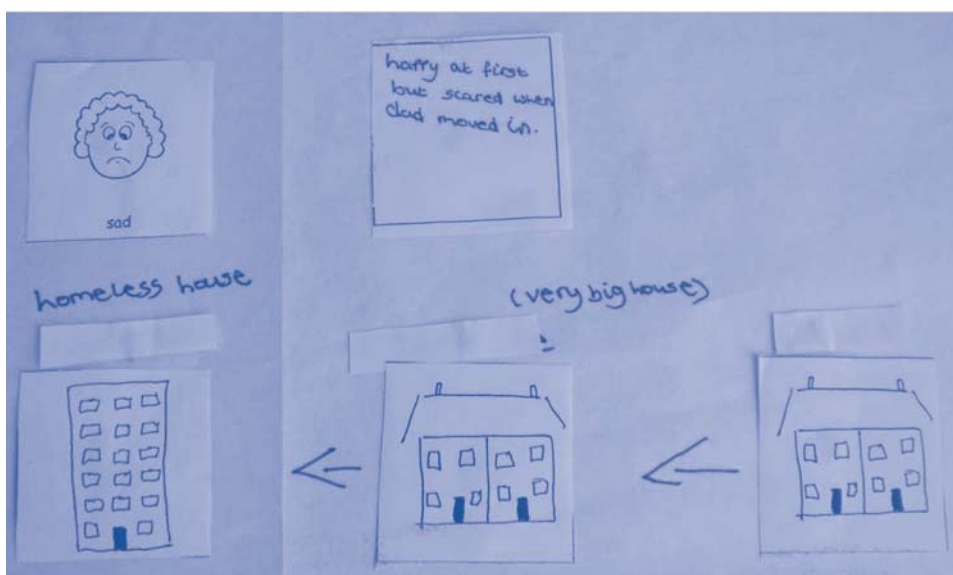 sad
happy at first
but scared when
dad moved in.
homeless house
(very big house)